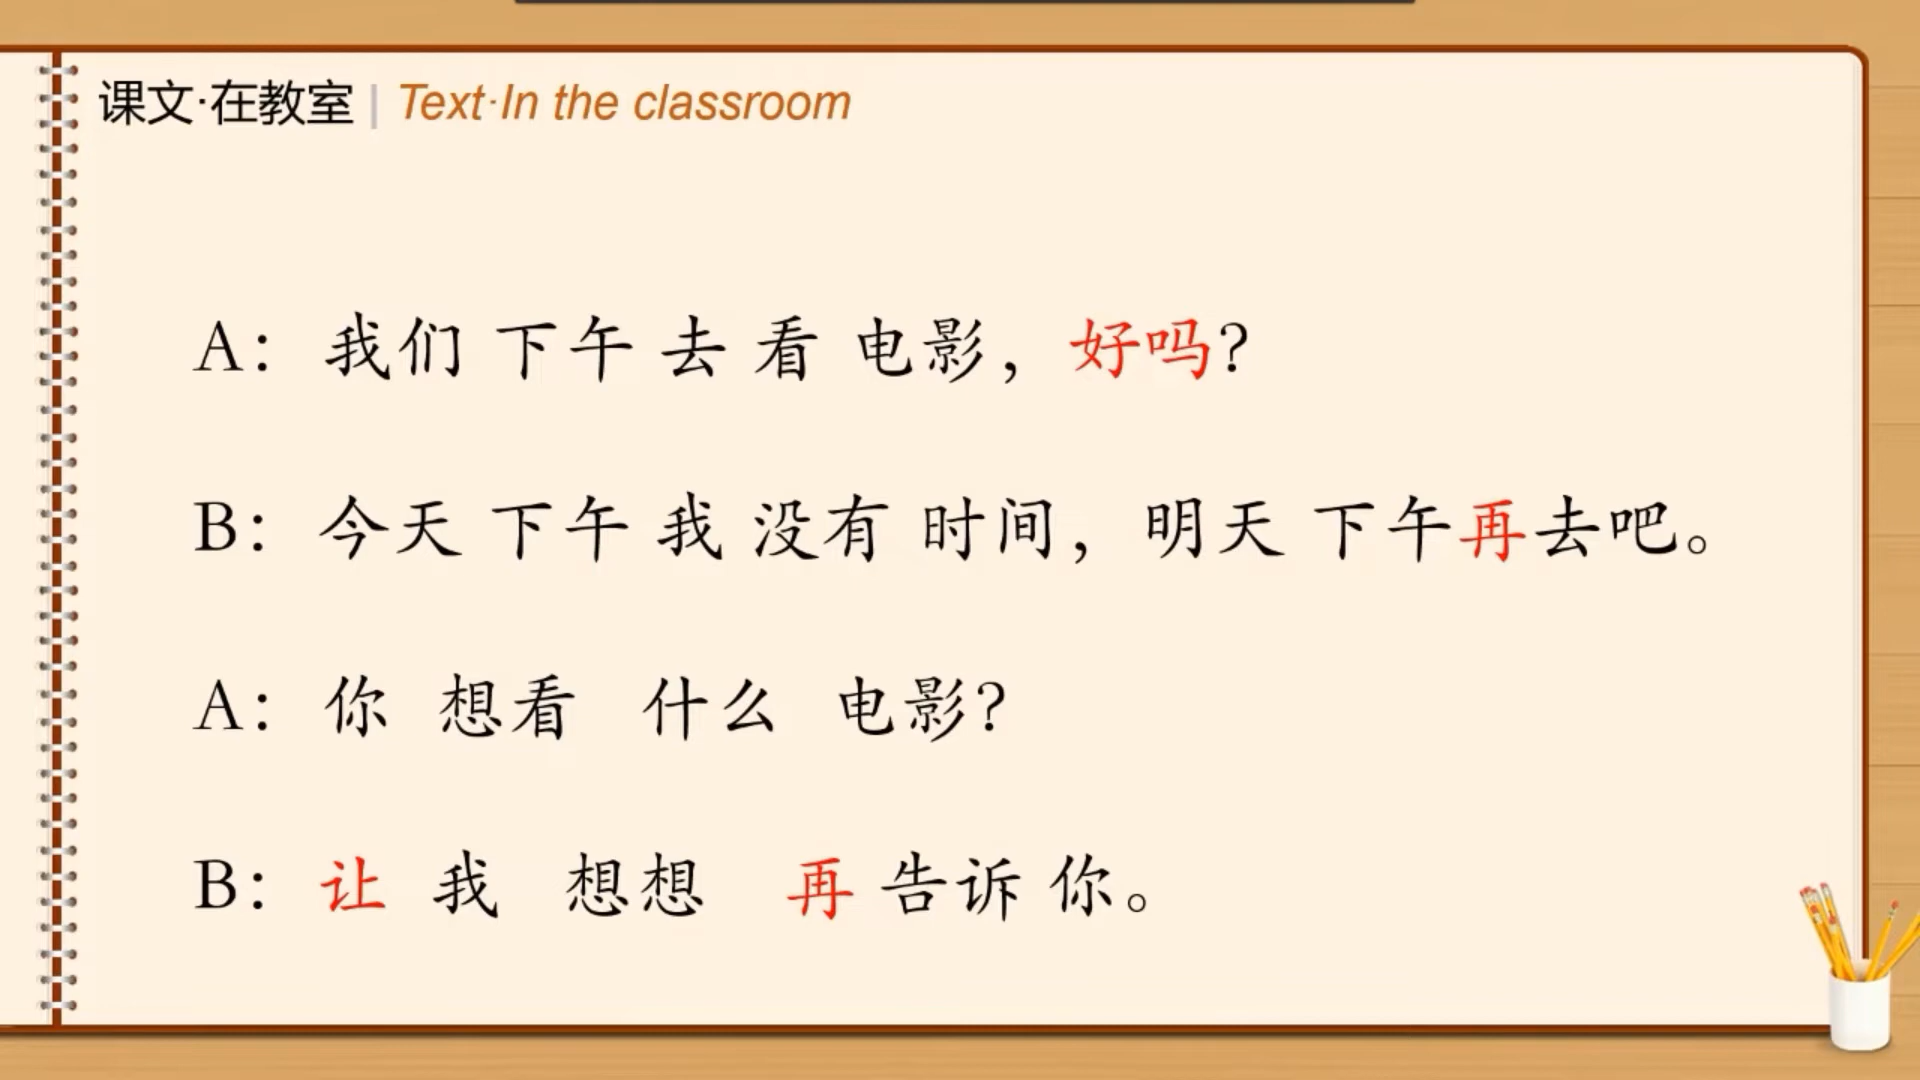 课文·在教室 | Text·In the classroom
A：我们 下午 去 看 电影，好吗？
B：今天 下午 我 没有 时间，明天 下午再去吧。
A：你 想看 什么 电影？
B：让 我 想想 再 告诉 你。